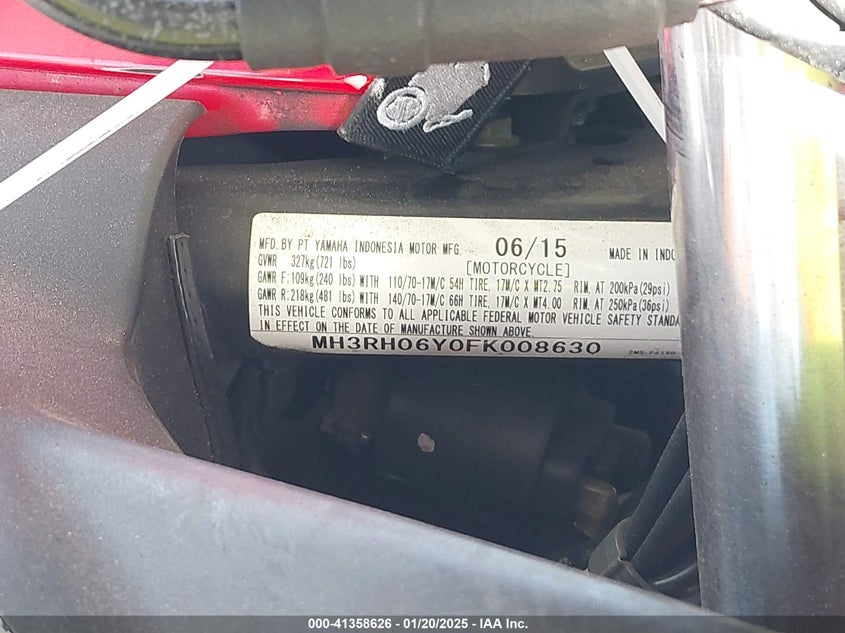 MFD. BY PT YAMAHA INDONESIA MOTOR MFG. 06/15 MADE IN INDO
GVWR 327kg(721 lbs) [MOTORCYCLE]
GAWR F:109kg(240 lbs) WITH 110/70-17M/C 54H TIRE, 17M/C X MT2.75 RIM, AT 200kPa(29psi)
GAWR R:218kg(481 lbs) WITH 140/70-17M/C 66H TIRE, 17M/C X MT4.00 RIM, AT 250kPa(36psi)
THIS VEHICLE CONFORMS TO ALL APPLICABLE FEDERAL MOTOR VEHICLE SAFETY STANDA
IN EFFECT ON THE DATE OF MANUFACTURE SHOWN ABOVE.
MH3RH06Y0FK008630
000-41358626 - 01/20/2025 - IAA Inc.